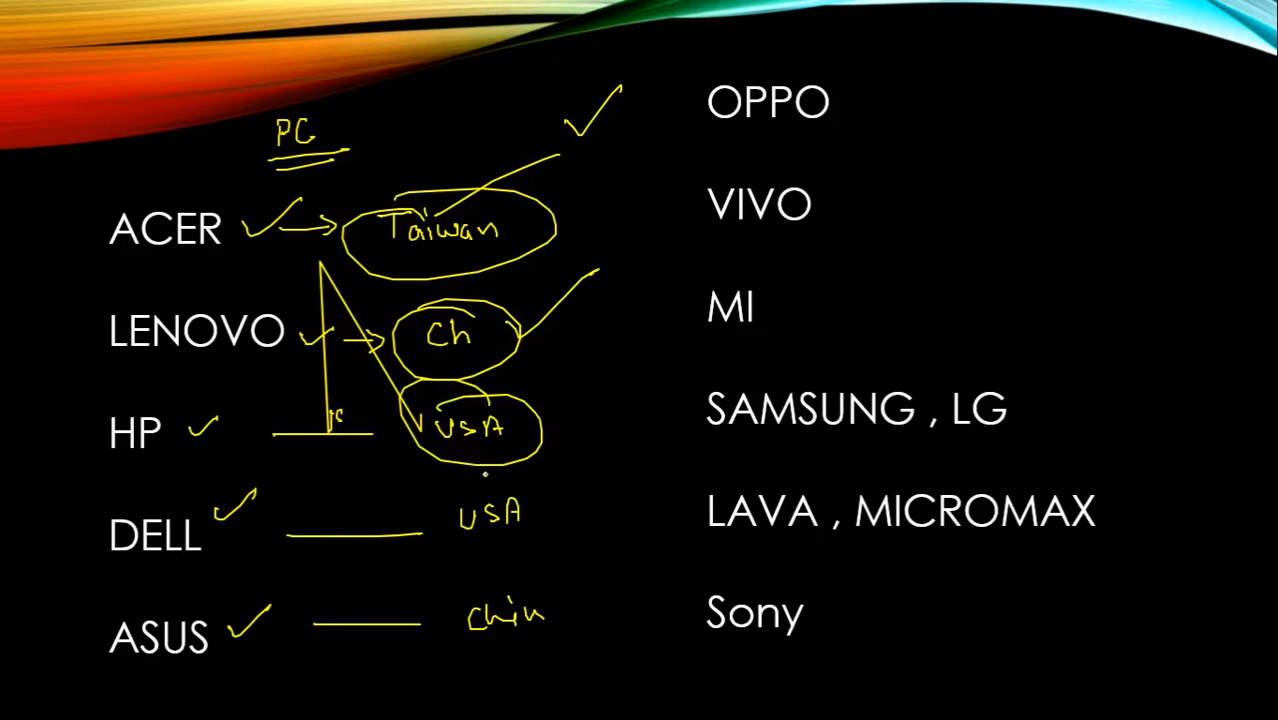 PC
ACER Taiwan
LENOVO Ch
HP USA
DELL USA
ASUS Chin
OPPO
VIVO
MI
SAMSUNG , LG
LAVA , MICROMAX
Sony